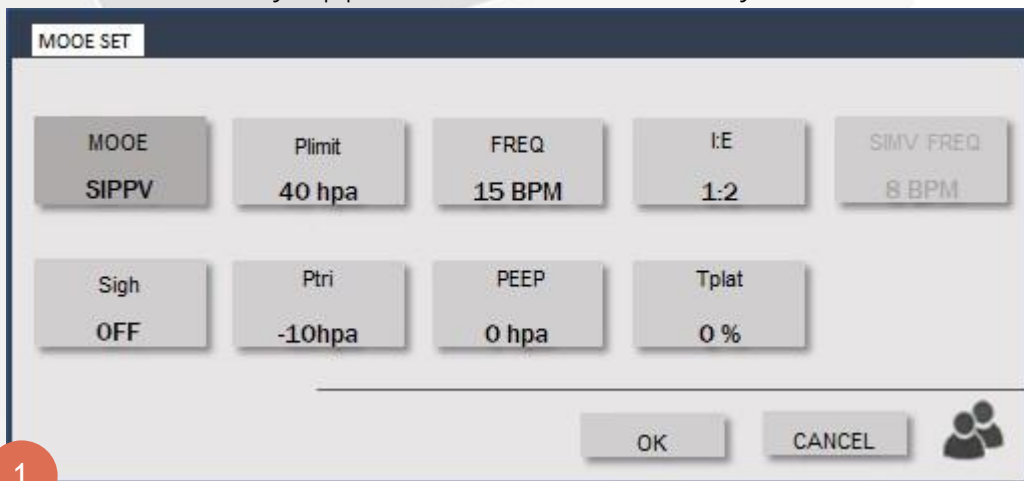 MOOE SET
MOOE
SIPPV
Plimit
40 hpa
FREQ
15 BPM
I:E
1:2
SIMV FREQ
8 BPM
Sigh
OFF
Ptri
-10hpa
PEEP
0 hpa
Tplat
0 %
OK
CANCEL
1